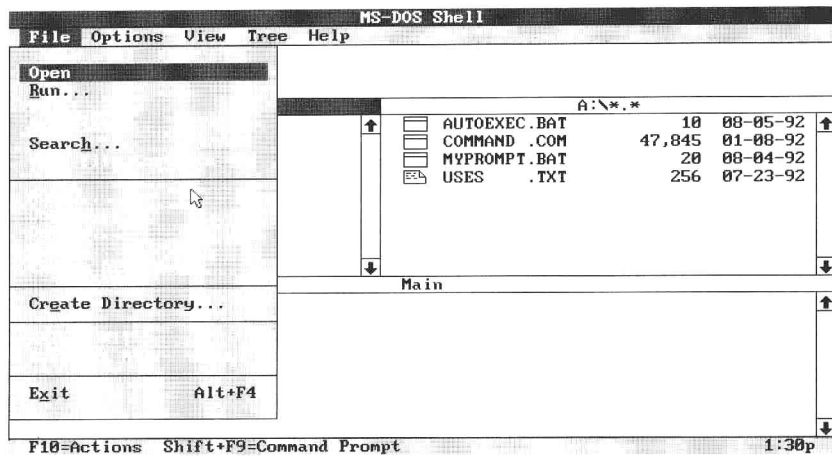 MS-DOS Shell
File Options View Tree Help
Open
Run...
Search...
Create Directory...
Exit Alt+F4
A:\*.*
AUTOEXEC.BAT 10 08-05-92
COMMAND .COM 47,845 01-08-92
MYPROMPT.BAT 20 08-04-92
USES .TXT 256 07-23-92
Main
F10=Actions Shift+F9=Command Prompt 1:30p